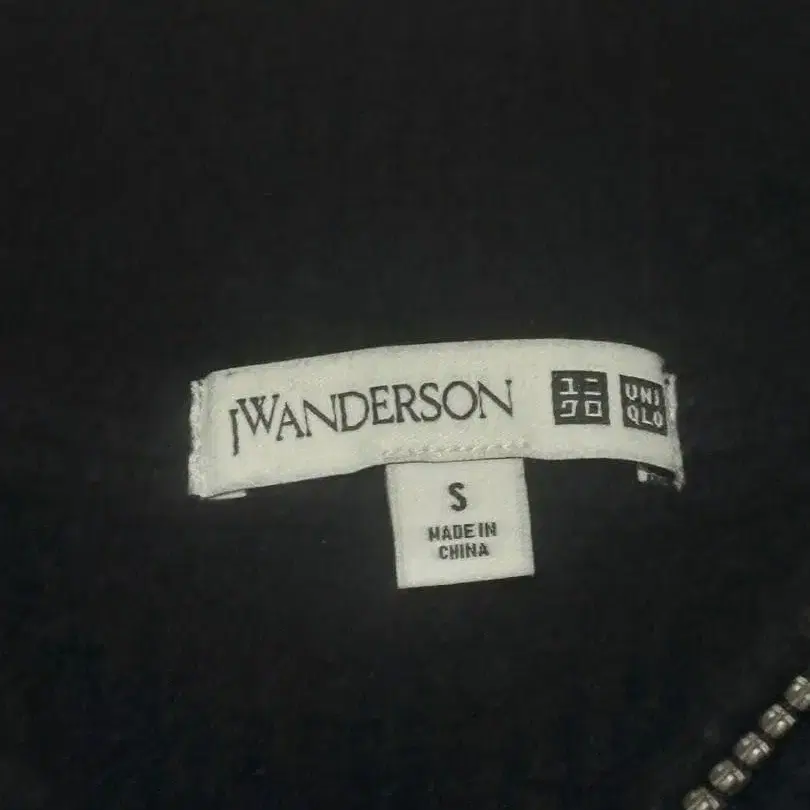 JWANDERSON
ユニ
クロ
UNI
QLO
S
MADE IN
CHINA